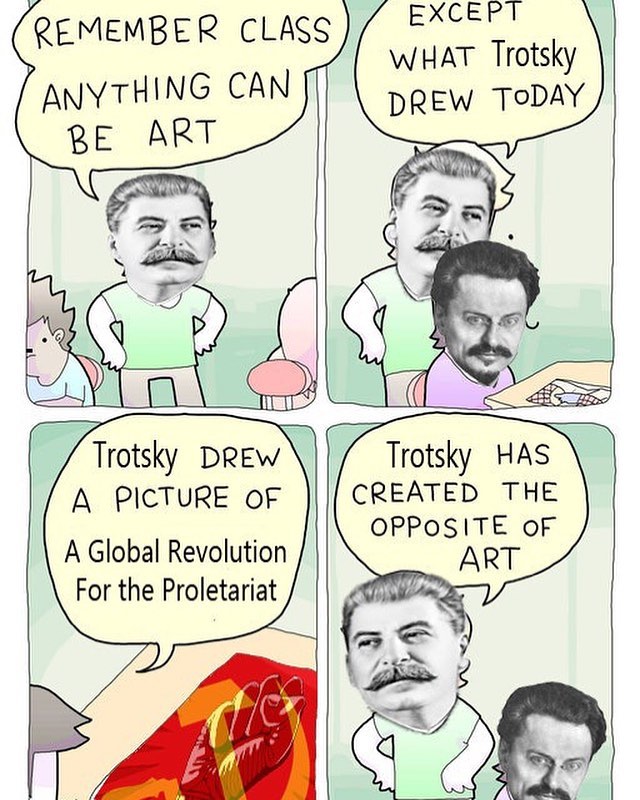 REMEMBER CLASS
ANYTHING CAN
BE ART
EXCEPT
WHAT Trotsky
DREW TODAY
Trotsky DREW
A PICTURE OF
A Global Revolution
For the Proletariat
Trotsky HAS
CREATED THE
OPPOSITE OF
ART